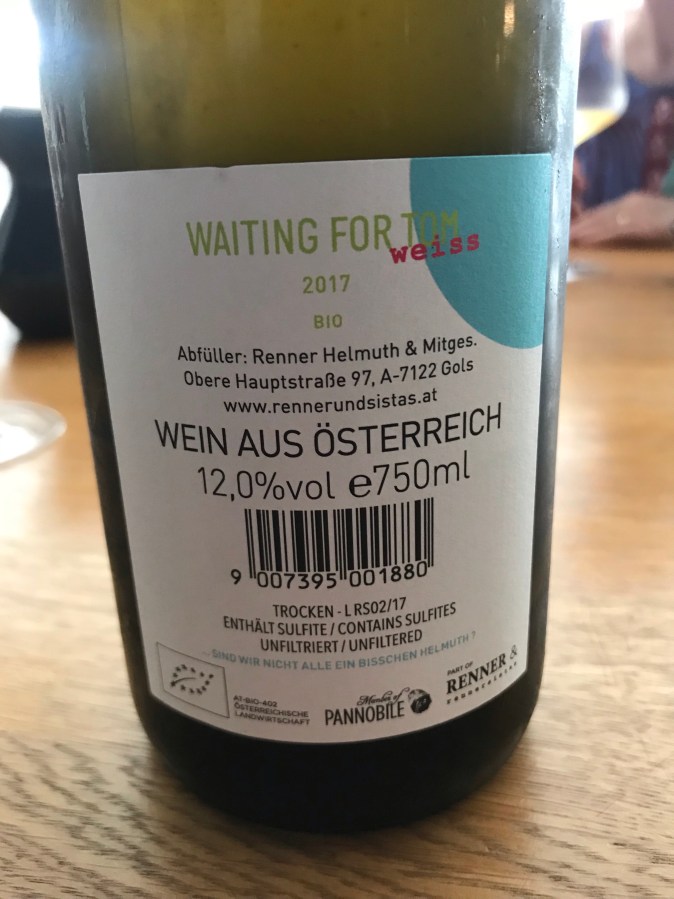 WAITING FOR TOM
weiss
2017
BIO
Abfüller: Renner Helmuth & Mitges.
Obere Hauptstraße 97, A-7122 Gols
www.rennerundsistas.at
WEIN AUS ÖSTERREICH
12,0%vol e750ml
9 007395 001880
TROCKEN - L RS02/17
ENTHÄLT SULFITE / CONTAINS SULFITES
UNFILTRIERT / UNFILTERED
...SIND WIR NICHT ALLE EIN BISSCHEN HELMUTH ?
AT-BIO-402
ÖSTERREICHISCHE
LANDWIRTSCHAFT
Member of
PANNOBILE
PART OF
RENNER &
rennersistas